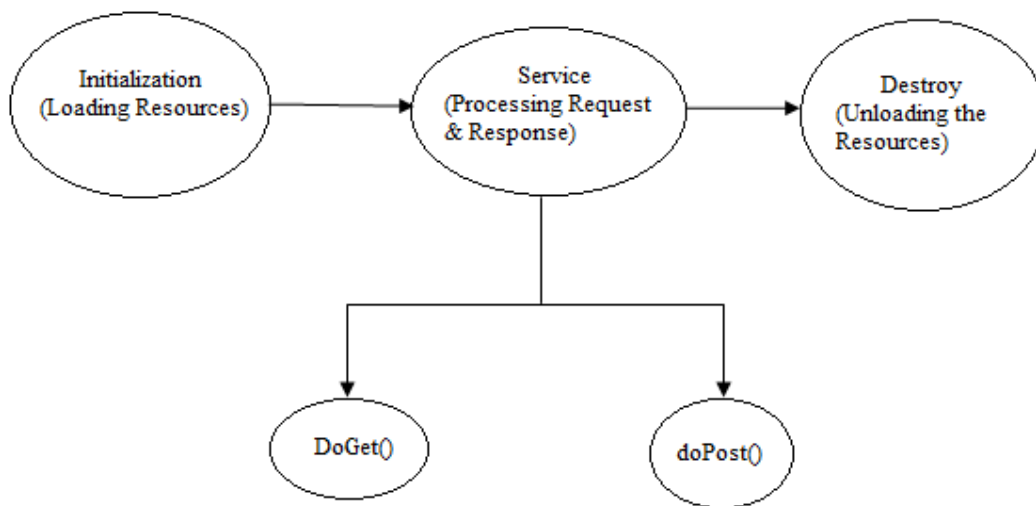 Initialization
(Loading Resources)
Service
(Processing Request
& Response)
Destroy
(Unloading the
Resources)
DoGet()
doPost()